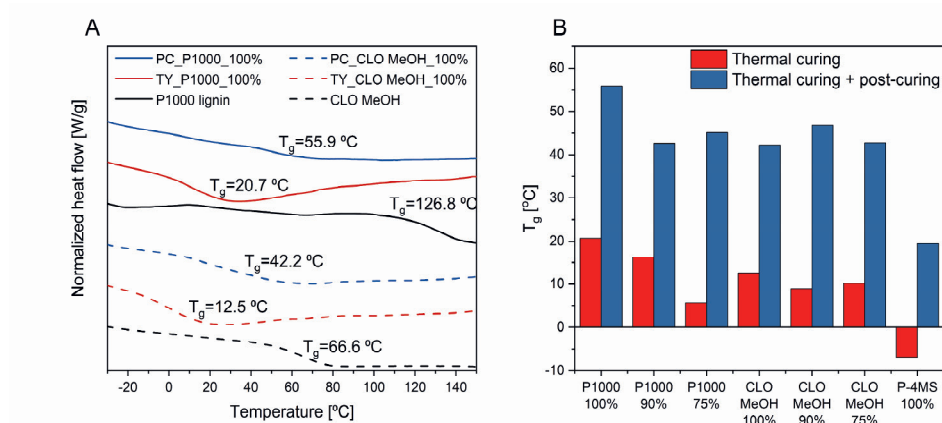 A
PC_P1000_100%
PC_CLO MeOH_100%
TY_P1000_100%
TY_CLO MeOH_100%
P1000 lignin
CLO MeOH
Normalized heat flow [W/g]
Tg=55.9 ºC
Tg=20.7 ºC
Tg=126.8 ºC
Tg=42.2 ºC
Tg=12.5 ºC
Tg=66.6 ºC
-20 0 20 40 60 80 100 120 140
Temperature [ºC]
B
Thermal curing
Thermal curing + post-curing
Tg [ºC]
60
50
40
30
20
10
0
-10
P1000 P1000 P1000 CLO CLO CLO P-4MS
100% 90% 75% MeOH MeOH MeOH 100%
100% 90% 75%